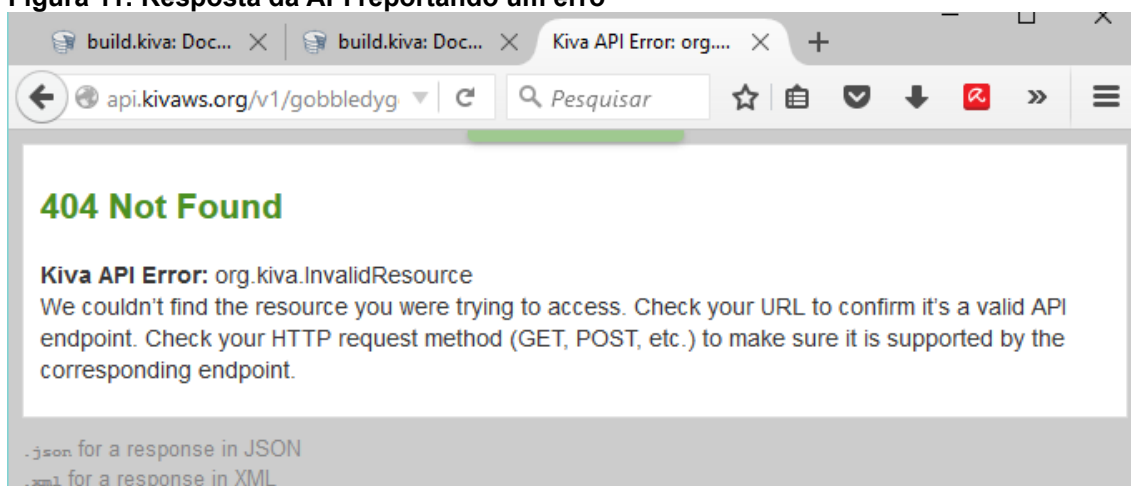 Figura 11: Resposta da API reportando um erro
build.kiva: Doc... build.kiva: Doc... Kiva API Error: org....
api.kivaws.org/v1/gobbledyg Pesquisar
404 Not Found
Kiva API Error: org.kiva.InvalidResource
We couldn't find the resource you were trying to access. Check your URL to confirm it's a valid API
endpoint. Check your HTTP request method (GET, POST, etc.) to make sure it is supported by the
corresponding endpoint.
.json for a response in JSON
.xml for a response in XML